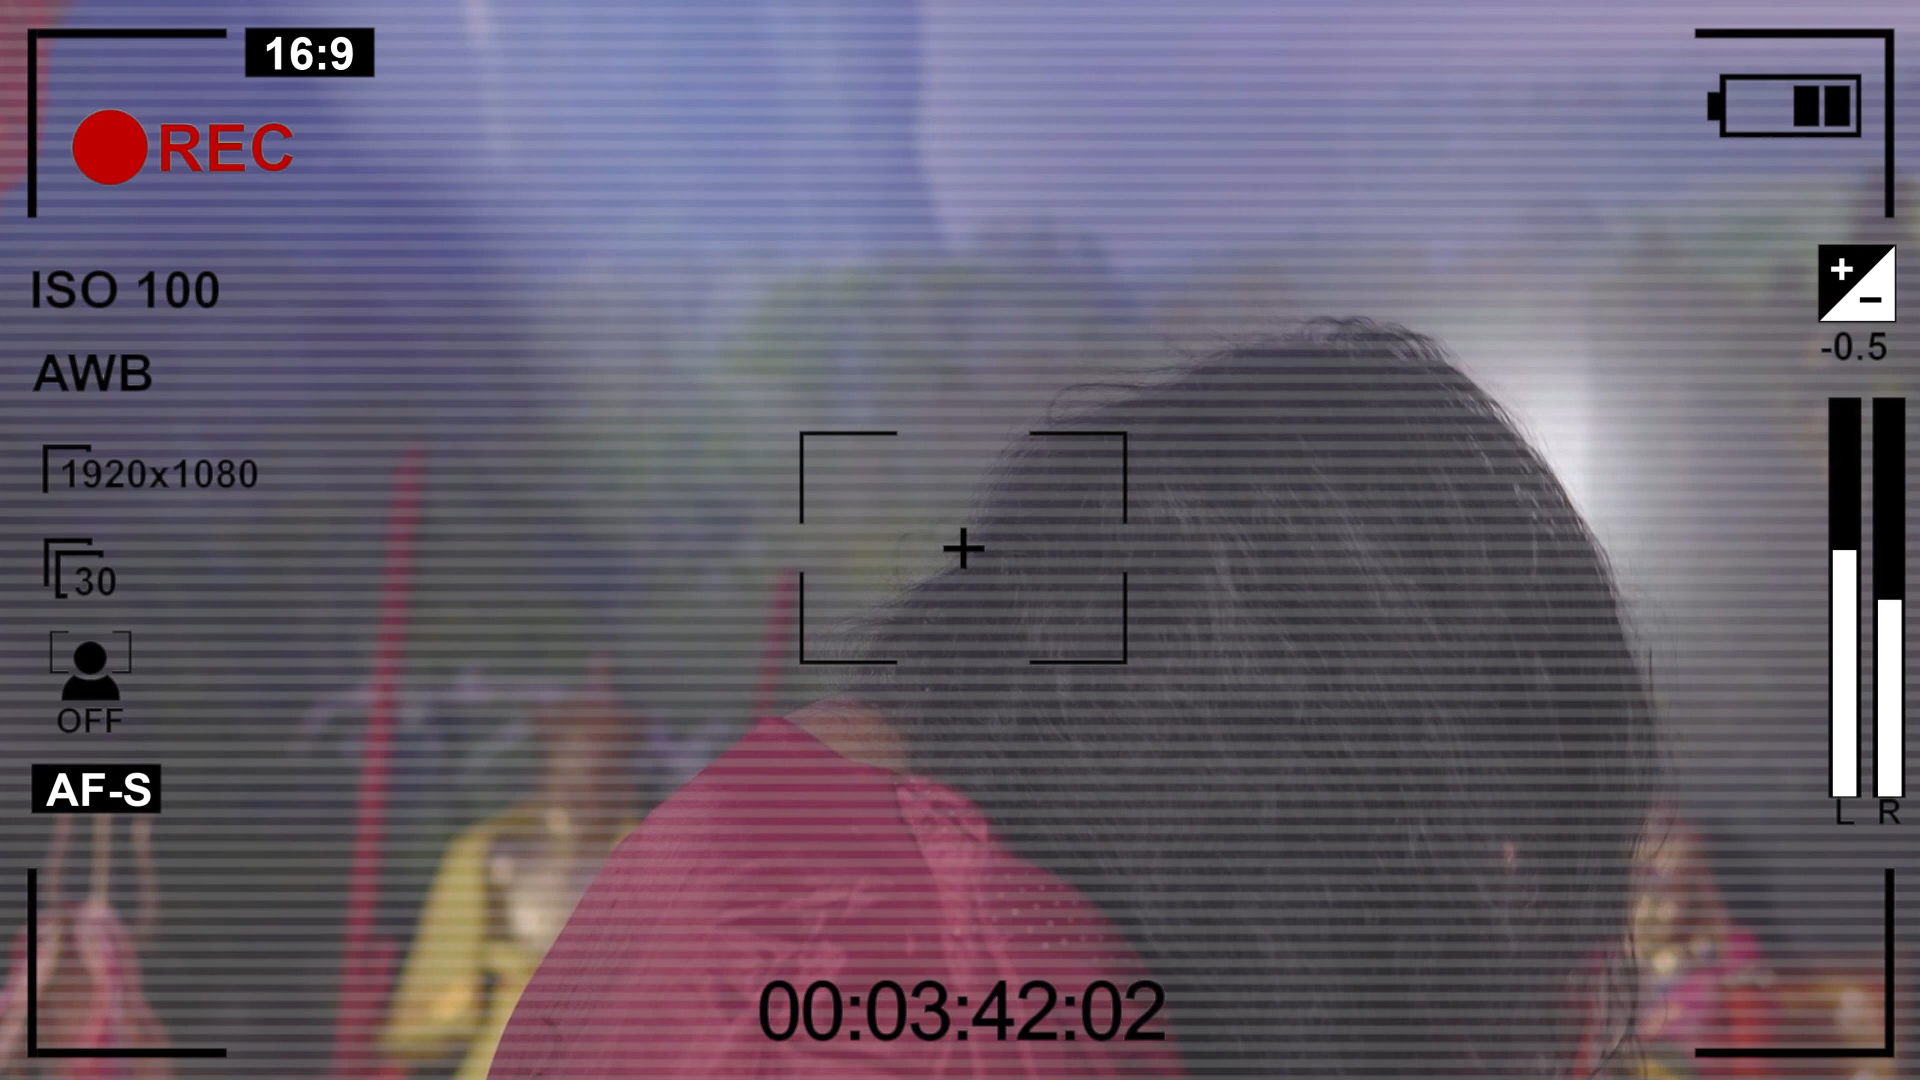 16:9
REC
ISO 100
AWB
1920x1080
30
OFF
AF-S
+
−
-0.5
L R
00:03:42:02